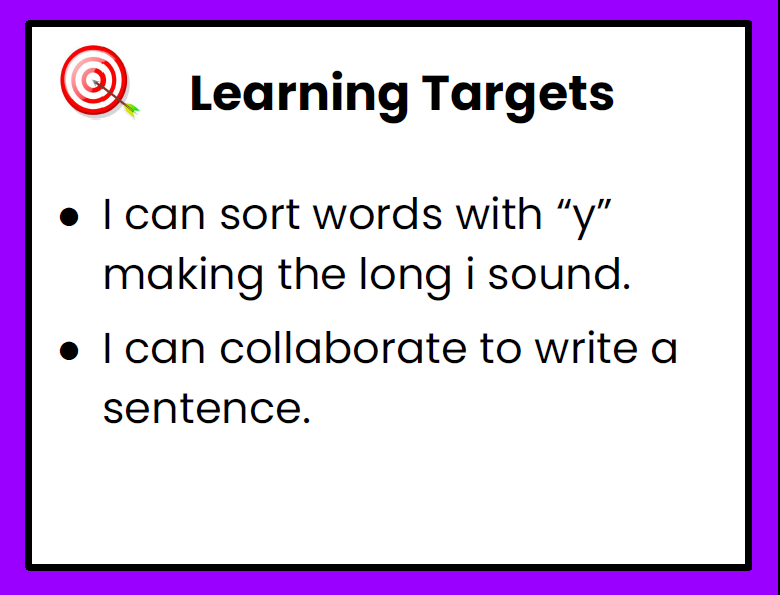 Learning Targets
● I can sort words with “y”
making the long i sound.
● I can collaborate to write a
sentence.